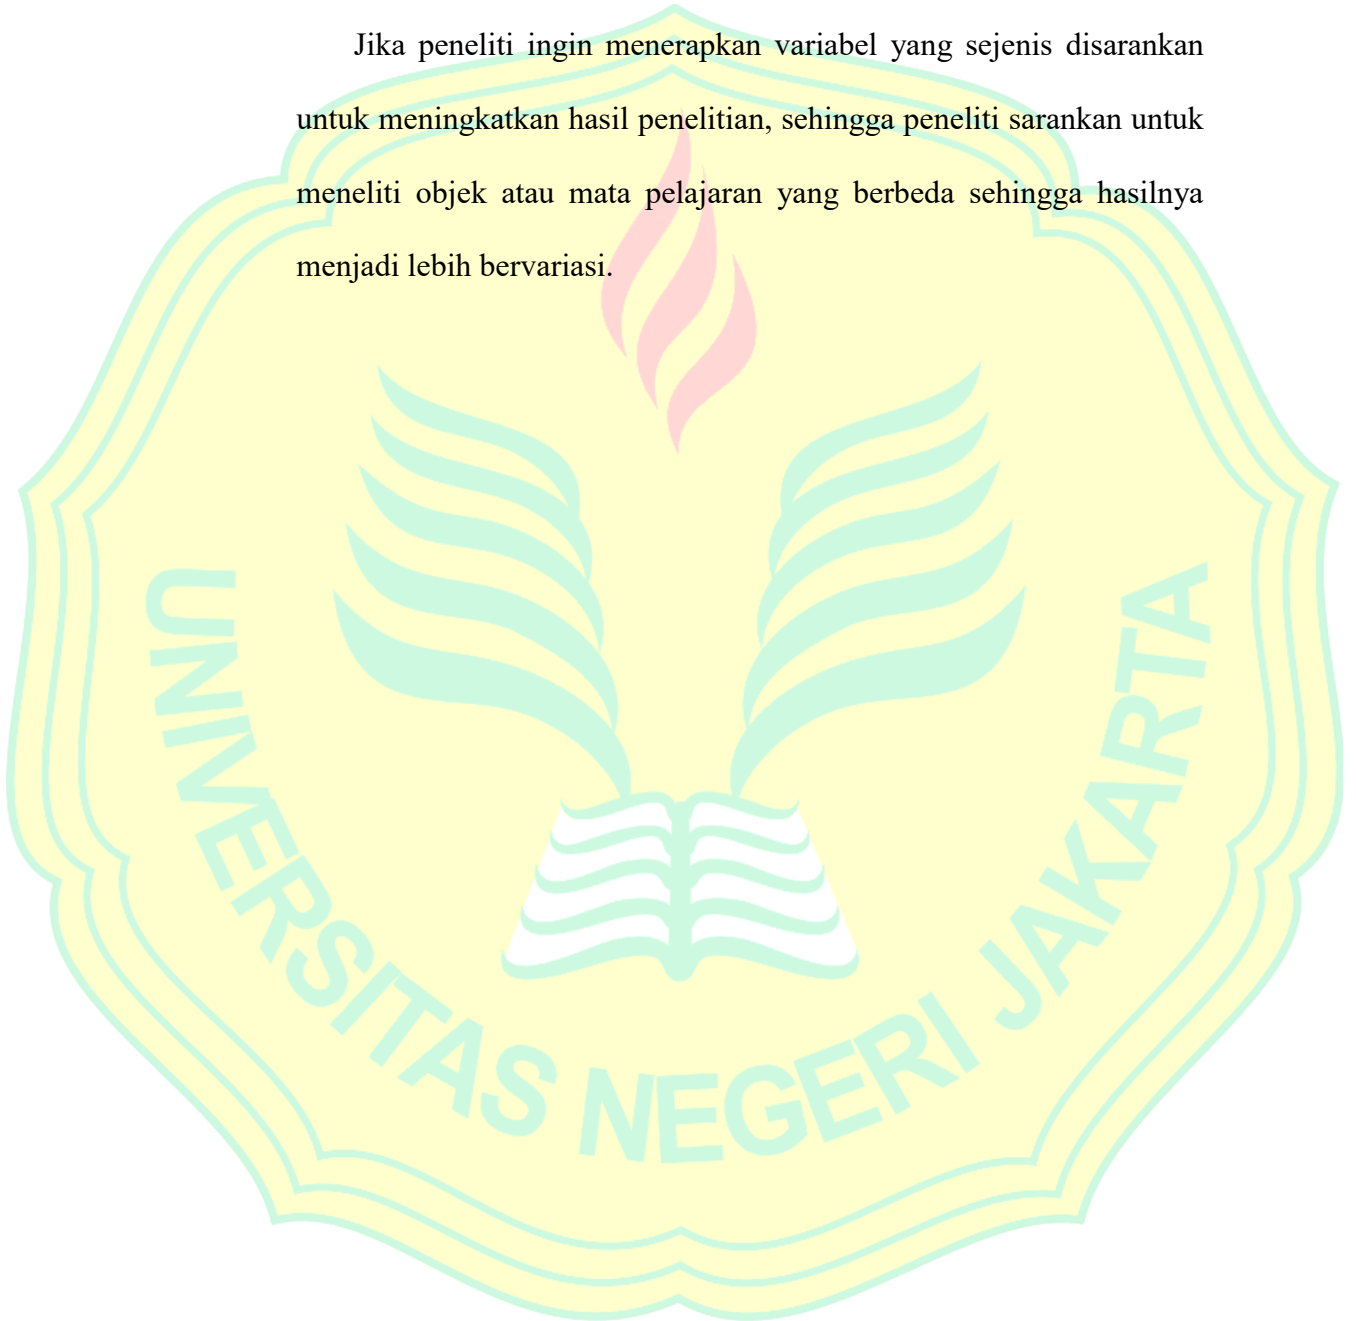 Jika peneliti ingin menerapkan variabel yang sejenis disarankan
untuk meningkatkan hasil penelitian, sehingga peneliti sarankan untuk
meneliti objek atau mata pelajaran yang berbeda sehingga hasilnya
menjadi lebih bervariasi.
UNIVERSITAS NEGERI JAKARTA